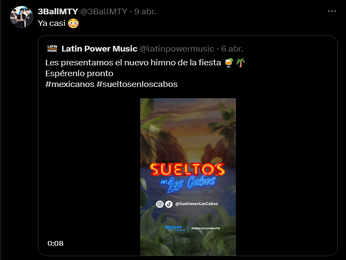 3BallMTY @3BallMTY · 9 abr.
Ya casi 😳
Latin Power Music @latinpowermusic · 6 abr.
Les presentamos el nuevo himno de la fiesta 🍹🌴
Espérenlo pronto
#mexicanos #sueltosenloscabos
SUELTOS
en Los Cabos
@SueltosenLosCabos
0:08